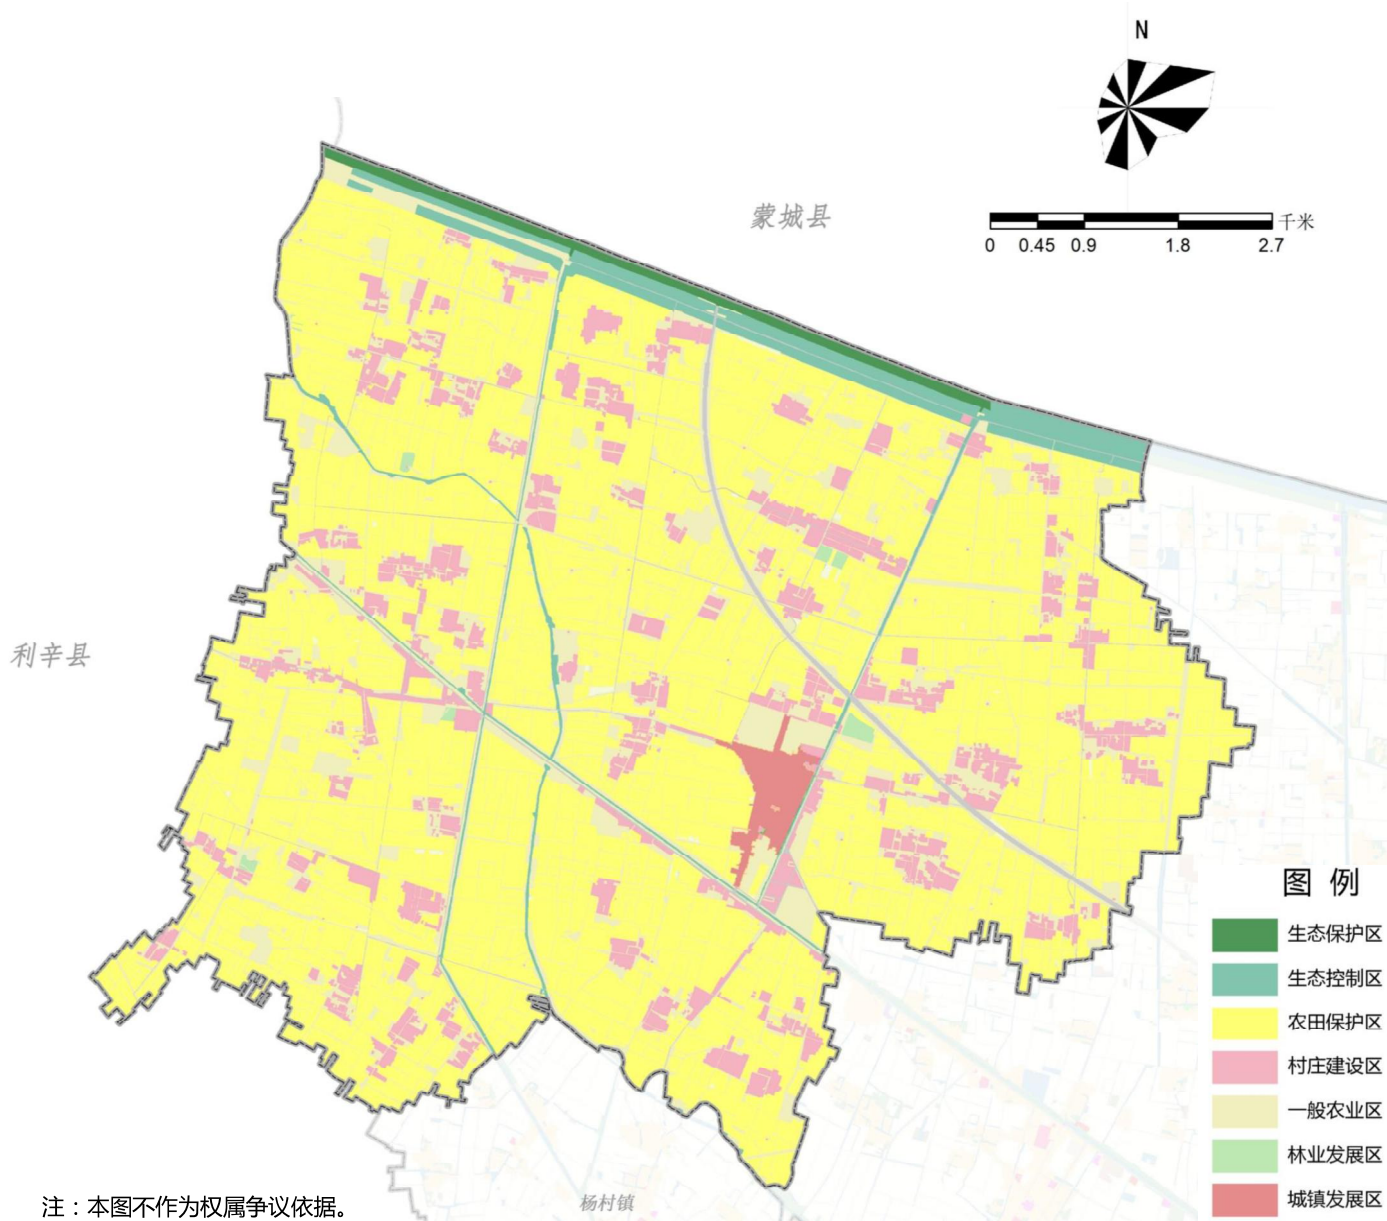 N
蒙城县
千米
0 0.45 0.9 1.8 2.7
利辛县
图 例
生态保护区
生态控制区
农田保护区
村庄建设区
一般农业区
林业发展区
城镇发展区
杨村镇
注：本图不作为权属争议依据。